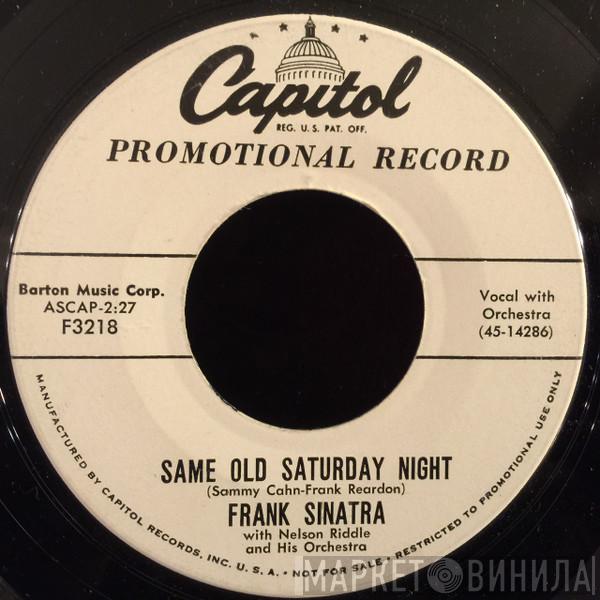 Capitol
REG. U. S. PAT. OFF.
PROMOTIONAL RECORD
Barton Music Corp.
ASCAP-2:27
F3218
Vocal with
Orchestra
(45-14286)
SAME OLD SATURDAY NIGHT
(Sammy Cahn-Frank Reardon)
FRANK SINATRA
with Nelson Riddle
and His Orchestra
MANUFACTURED BY CAPITOL RECORDS, INC. U. S. A. • NOT FOR SALE • RESTRICTED TO PROMOTIONAL USE ONLY
МАРКЕТ ВИНИЛА